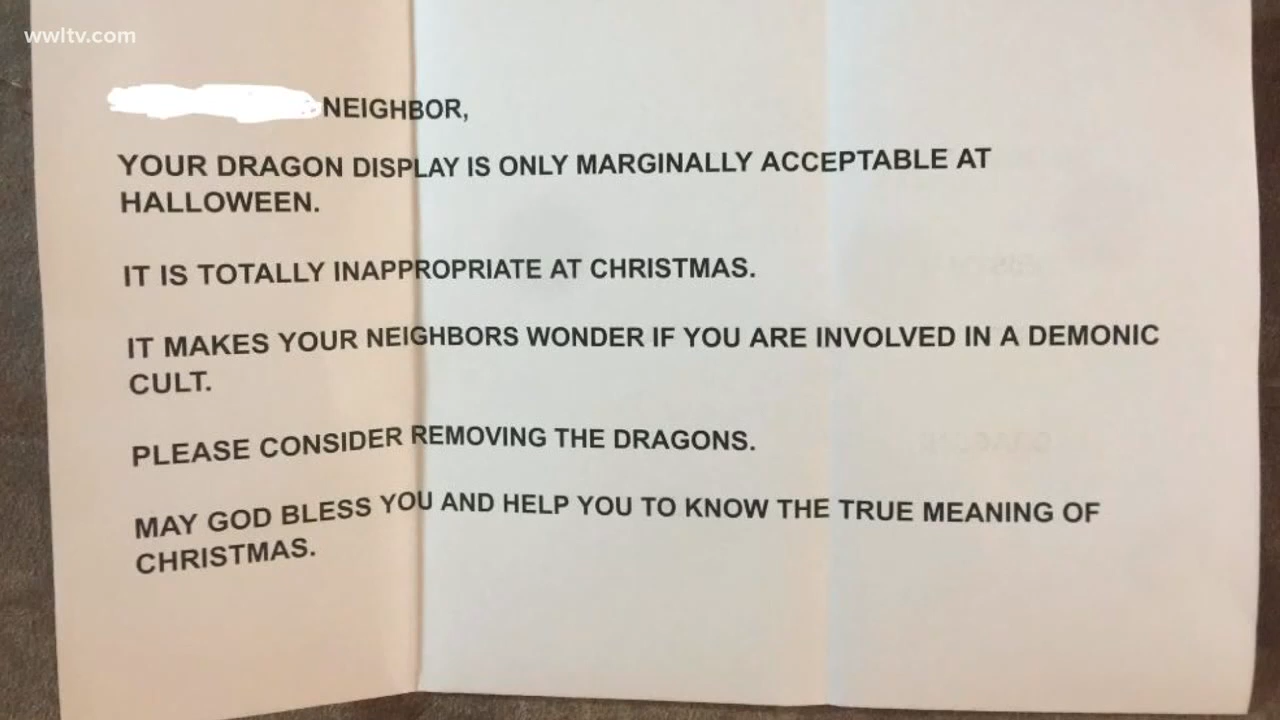 wwltv.com
NEIGHBOR,
YOUR DRAGON DISPLAY IS ONLY MARGINALLY ACCEPTABLE AT
HALLOWEEN.
IT IS TOTALLY INAPPROPRIATE AT CHRISTMAS.
IT MAKES YOUR NEIGHBORS WONDER IF YOU ARE INVOLVED IN A DEMONIC
CULT.
PLEASE CONSIDER REMOVING THE DRAGONS.
MAY GOD BLESS YOU AND HELP YOU TO KNOW THE TRUE MEANING OF
CHRISTMAS.